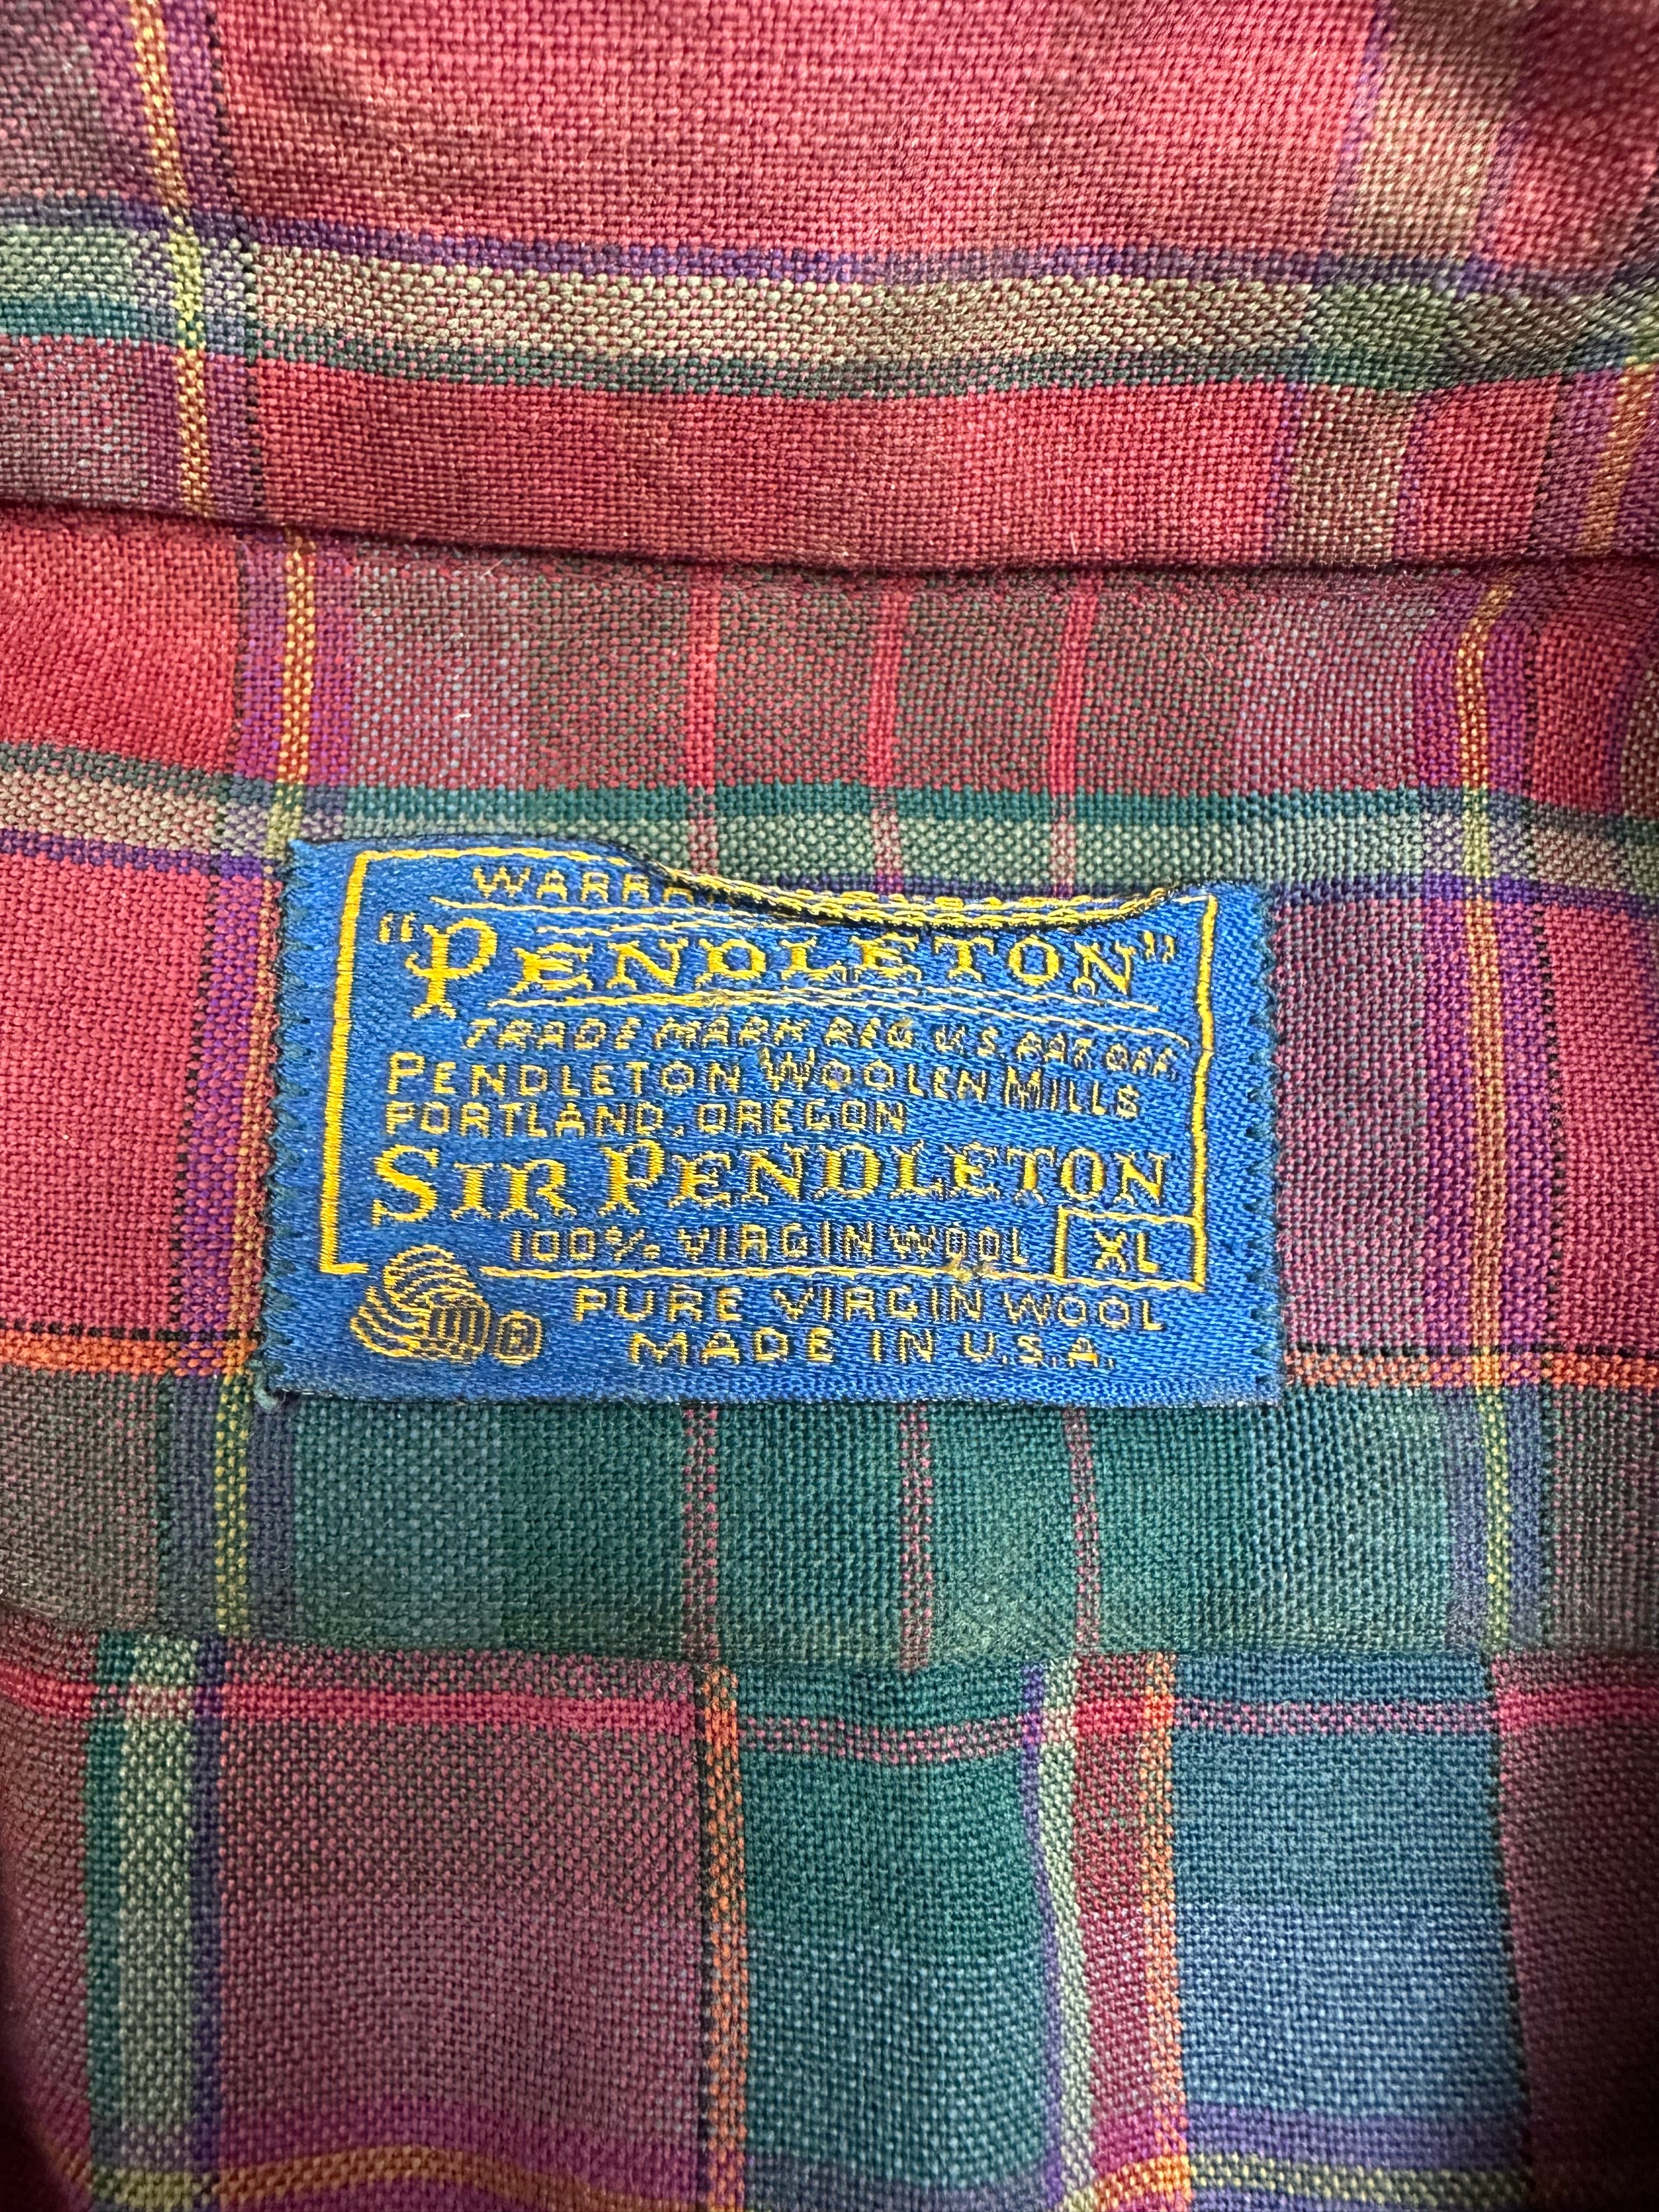 "PENDLETON"
TRADE MARK REG. U.S. PAT. OFF.
PENDLETON WOOLEN MILLS
PORTLAND, OREGON
SIR PENDLETON
100% VIRGIN WOOL XL
PURE VIRGIN WOOL
MADE IN U.S.A.